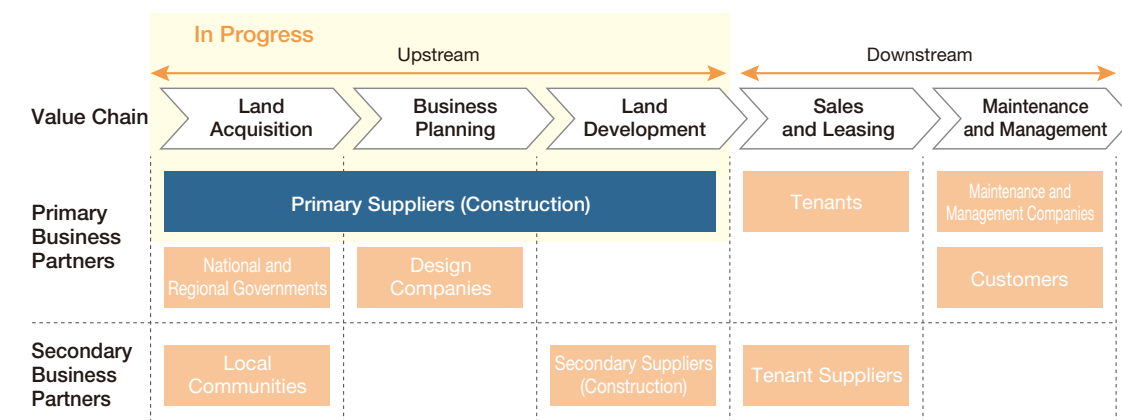 In Progress
Upstream
Downstream
Value Chain
Land
Acquisition
Business
Planning
Land
Development
Sales
and Leasing
Maintenance
and Management
Primary
Business
Partners
Primary Suppliers (Construction)
Tenants
Maintenance and
Management Companies
National and
Regional Governments
Design
Companies
Customers
Secondary
Business
Partners
Local
Communities
Secondary Suppliers
(Construction)
Tenant Suppliers